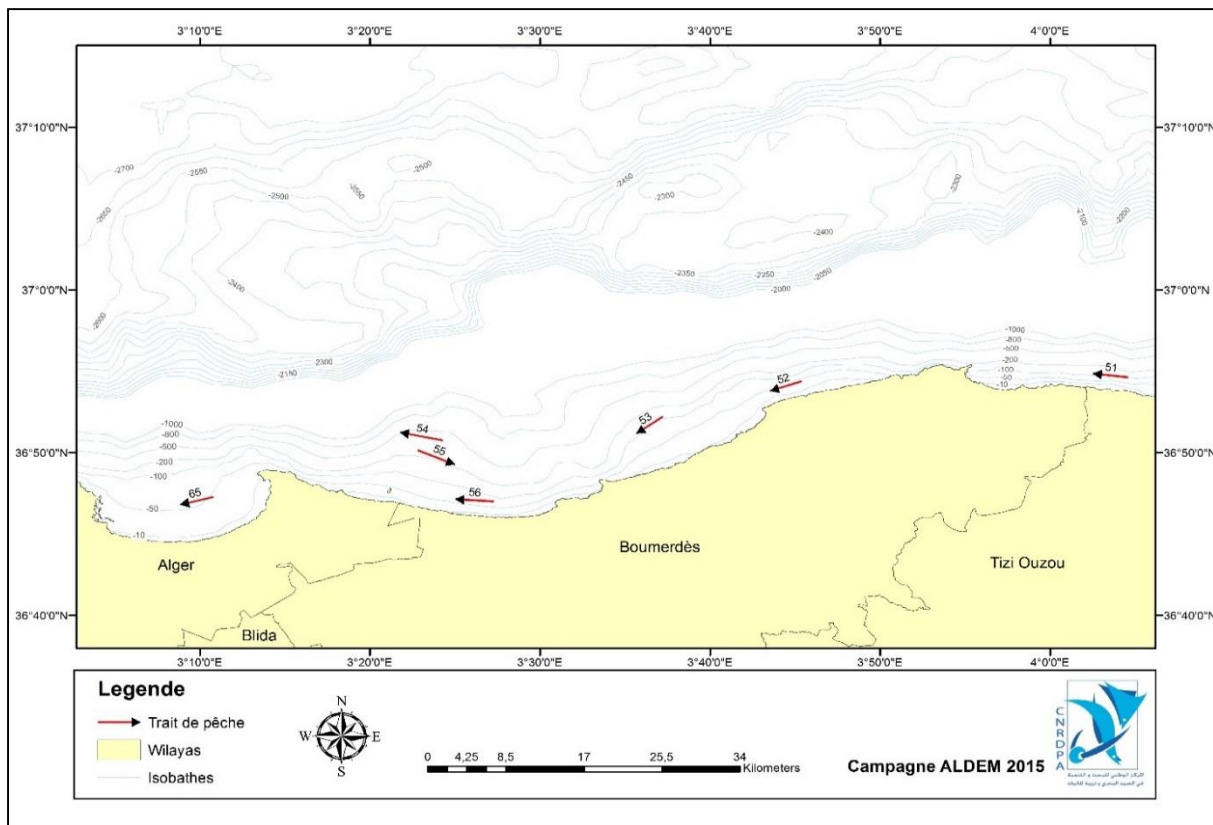 3°10'0"E 3°20'0"E 3°30'0"E 3°40'0"E 3°50'0"E 4°0'0"E
37°10'0"N 37°10'0"N
-2700
-2550
-2500
-2500
-2550
-2450
-2300
-2300
-2100
-2200
-2400
-2400
-2350 -2250 -2050
-2000
37°0'0"N 37°0'0"N
-2300
-2150
-1000
-800
-600
-200
-100
-50
-10
51
52
53
54
55
56
65
-1000
-800
-500
-200
-100
-50
-10
36°50'0"N 36°50'0"N
Alger
Boumerdès
Tizi Ouzou
Blida
36°40'0"N 36°40'0"N
3°10'0"E 3°20'0"E 3°30'0"E 3°40'0"E 3°50'0"E 4°0'0"E
Legende
Trait de pêche
Wilayas
Isobathes
N
W E
S
0 4,25 8,5 17 25,5 34
Kilometers
Campagne ALDEM 2015
CNRDPA